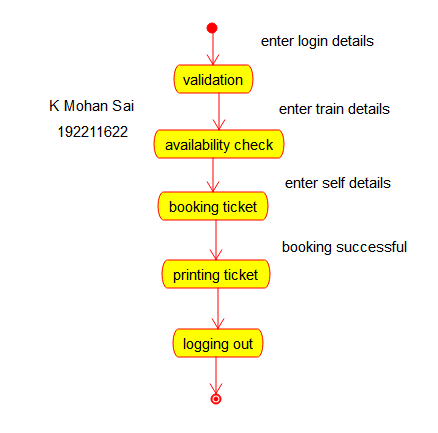 enter login details
validation
K Mohan Sai
192211622
enter train details
availability check
enter self details
booking ticket
booking successful
printing ticket
logging out